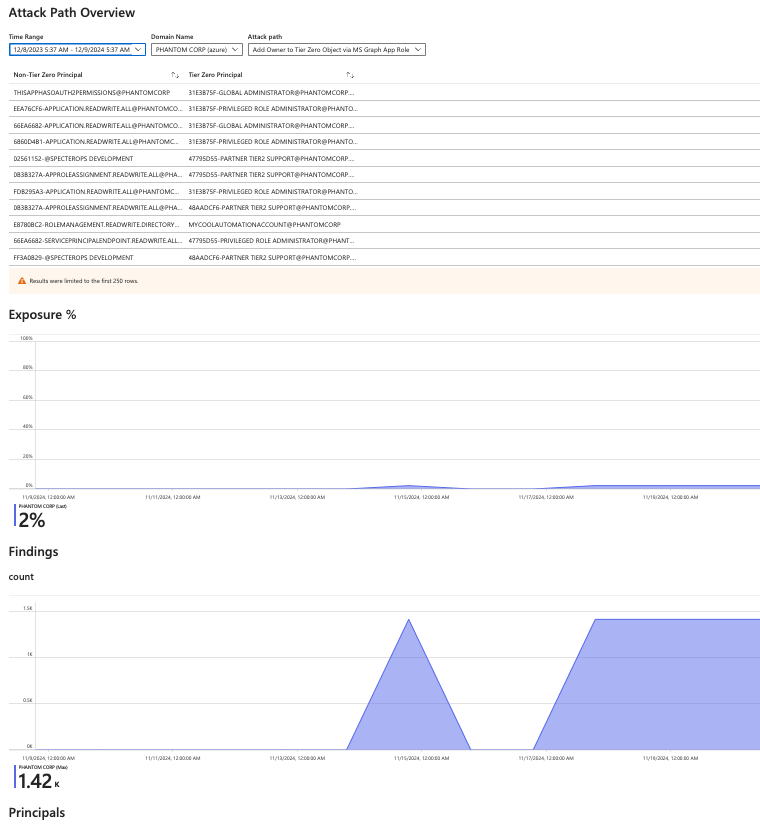 Attack Path Overview
Time Range Domain Name Attack path
12/8/2023 5:37 AM - 12/9/2024 5:37 AM PHANTOM CORP (azure) Add Owner to Tier Zero Object via MS Graph App Role
Non-Tier Zero Principal Tier Zero Principal
THISAPPHASOAUTH2PERMISSIONS@PHANTOMCORP 31E3B75F-GLOBAL ADMINISTRATOR@PHANTOMCORP...
EEA76CF6-APPLICATION.READWRITE.ALL@PHANTOMCO... 31E3B75F-PRIVILEGED ROLE ADMINISTRATOR@PHANTO...
66EA6682-APPLICATION.READWRITE.ALL@PHANTOMCO... 31E3B75F-GLOBAL ADMINISTRATOR@PHANTOMCORP...
6860D4B1-APPLICATION.READWRITE.ALL@PHANTOMC... 31E3B75F-PRIVILEGED ROLE ADMINISTRATOR@PHANTO...
02561152-@SPECTEROPS DEVELOPMENT 47795D55-PARTNER TIER2 SUPPORT@PHANTOMCORP...
0B3B327A-APPROLEASSIGNMENT.READWRITE.ALL@PHA... 47795D55-PARTNER TIER2 SUPPORT@PHANTOMCORP...
FDB295A3-APPLICATION.READWRITE.ALL@PHANTOMC... 31E3B75F-PRIVILEGED ROLE ADMINISTRATOR@PHANTO...
0B3B327A-APPROLEASSIGNMENT.READWRITE.ALL@PHA... 48AADCF6-PARTNER TIER2 SUPPORT@PHANTOMCORP...
E8780BC2-ROLEMANAGEMENT.READWRITE.DIRECTORY... MYCOOLAUTOMATIONACCOUNT@PHANTOMCORP
66EA6682-SERVICEPRINCIPALENDPOINT.READWRITE.ALL... 47795D55-PRIVILEGED ROLE ADMINISTRATOR@PHANT...
FF3A0B29-@SPECTEROPS DEVELOPMENT 48AADCF6-PARTNER TIER2 SUPPORT@PHANTOMCORP...
Results were limited to the first 250 rows.
Exposure %
100%
80%
60%
40%
20%
0%
11/9/2024, 12:00:00 AM 11/11/2024, 12:00:00 AM 11/13/2024, 12:00:00 AM 11/15/2024, 12:00:00 AM 11/17/2024, 12:00:00 AM 11/19/2024, 12:00:00 AM
PHANTOM CORP (Last)
2%
Findings
count
1.5K
1K
0.5K
0K
11/9/2024, 12:00:00 AM 11/11/2024, 12:00:00 AM 11/13/2024, 12:00:00 AM 11/15/2024, 12:00:00 AM 11/17/2024, 12:00:00 AM 11/19/2024, 12:00:00 AM
PHANTOM CORP (Max)
1.42 K
Principals